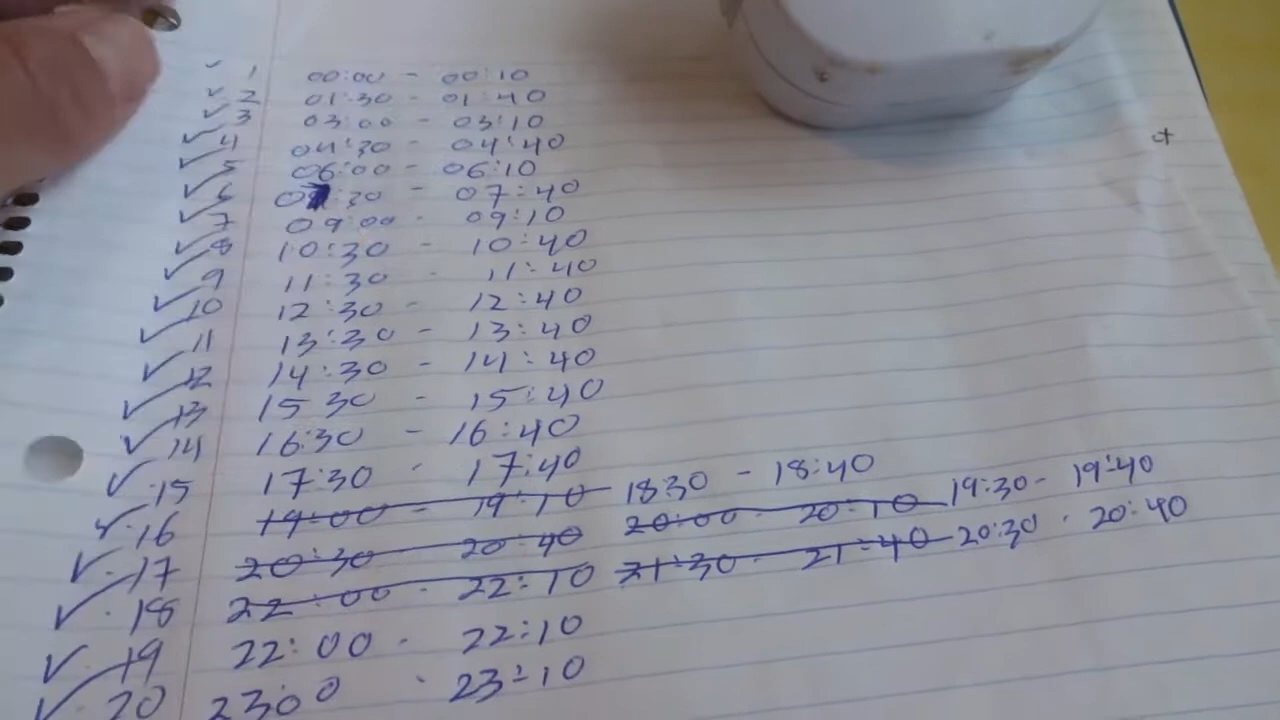 1 00:00 - 00:10
2 01:30 - 01:40
3 03:00 - 03:10
4 04:30 - 04:40
5 06:00 - 06:10
6 07:30 - 07:40
7 09:00 - 09:10
8 10:30 - 10:40
9 11:30 - 11:40
10 12:30 - 12:40
11 13:30 - 13:40
12 14:30 - 14:40
13 15 30 - 15:40
14 16:30 - 16:40
15 17:30 - 17:40
16 19:00 - 19:10 1830 - 18:40
17 20:30 20:40 20:00 - 20:10 19:30 - 19:40
18 22:00 - 22:10 21:30 - 21:40 20:30 - 20:40
19 22:00 - 22:10
20 23:00 - 23:10